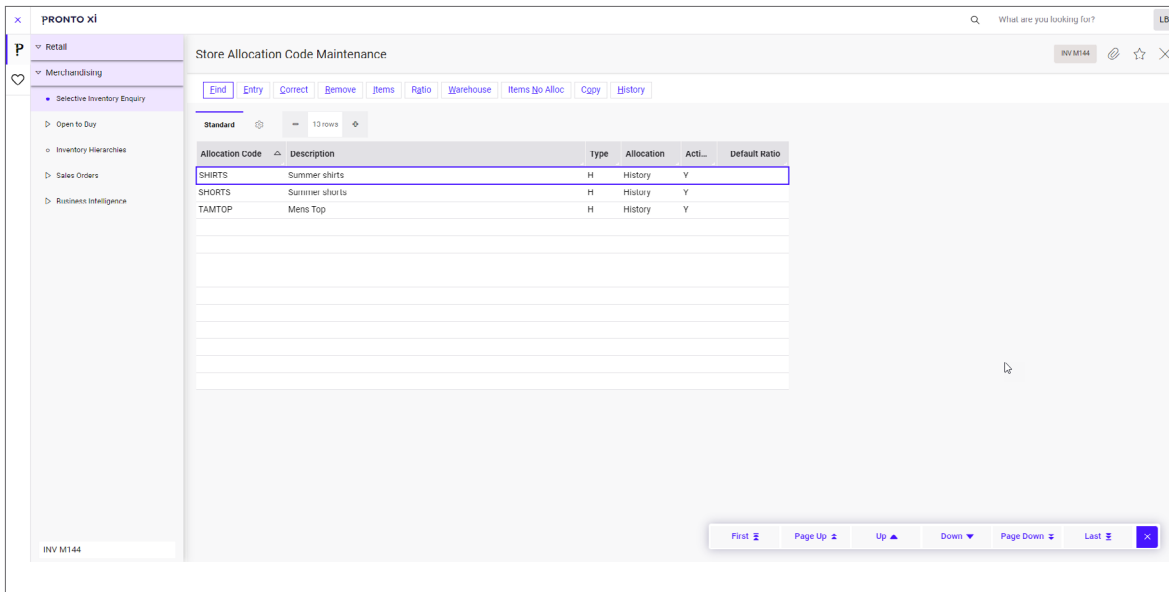 PRONTO XI
What are you looking for?
LB
P
Retail
Merchandising
Selective Inventory Enquiry
Open to Buy
Inventory Hierarchies
Sales Orders
Business Intelligence
INV M144
Store Allocation Code Maintenance
INV M144
Find Entry Correct Remove Items Ratio Warehouse Items No Alloc Copy History
Standard 13 rows
Allocation Code Description Type Allocation Acti... Default Ratio
SHIRTS Summer shirts H History Y
SHORTS Summer shorts H History Y
TAMTOP Mens Top H History Y
First Page Up Up Down Page Down Last